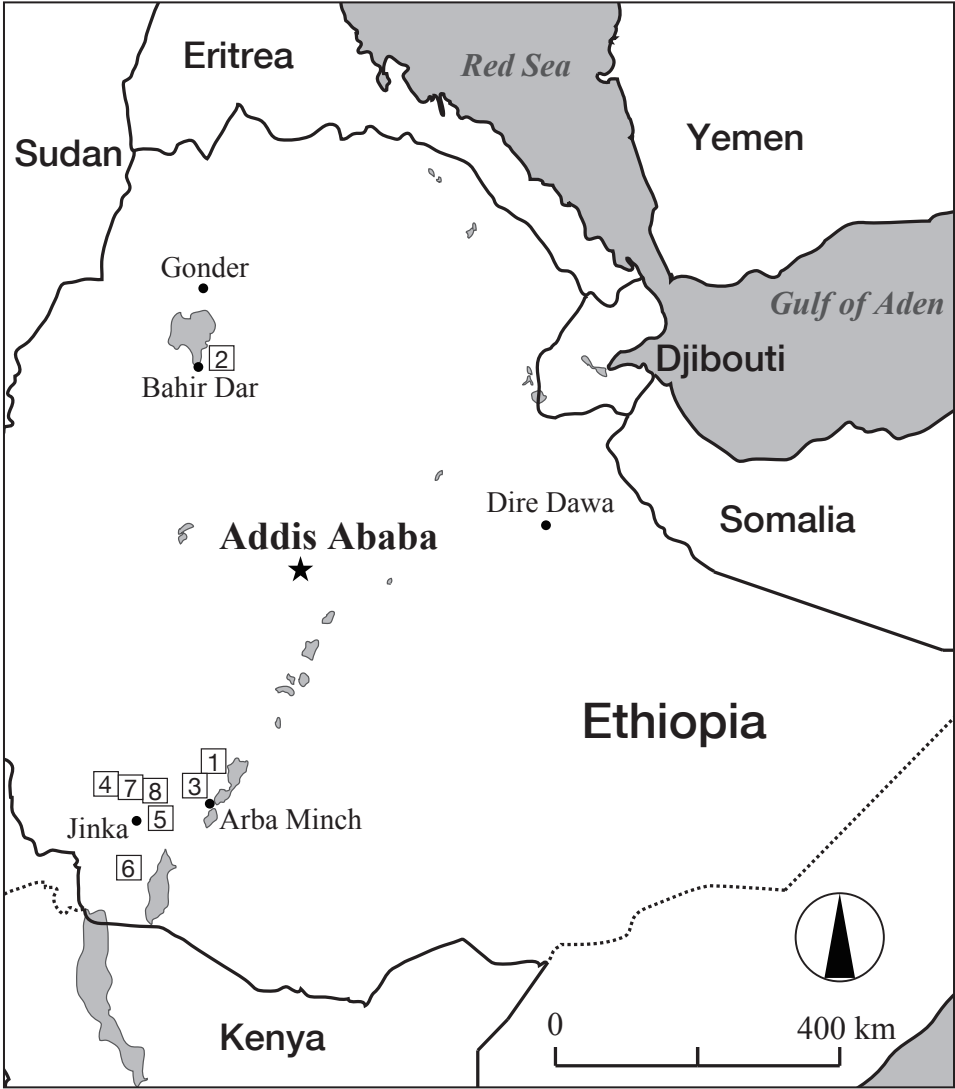 Eritrea
Red Sea
Yemen
Sudan
Gonder
Gulf of Aden
2
Djibouti
Bahir Dar
Dire Dawa
Somalia
Addis Ababa
Ethiopia
1
4
7
8
3
5
Jinka
Arba Minch
6
0
400 km
Kenya